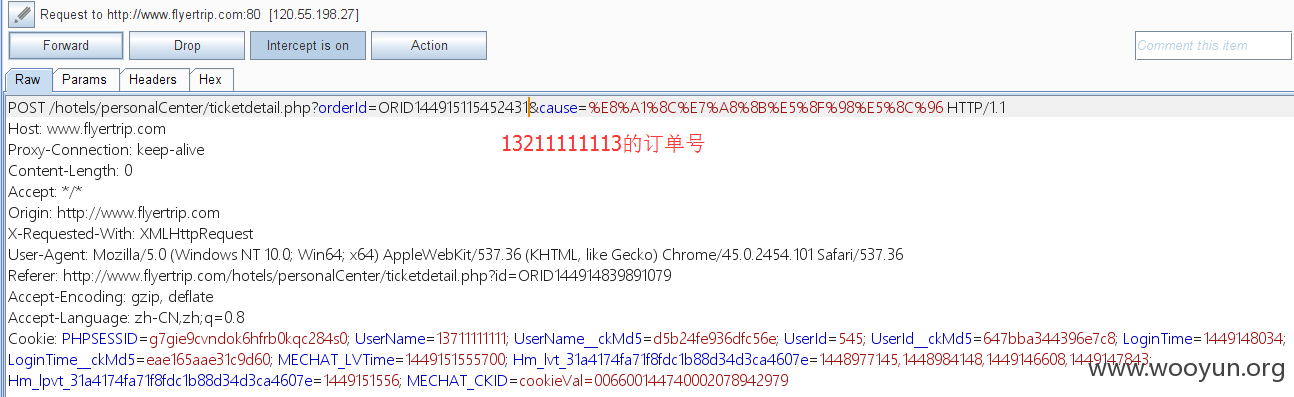 Request to http://www.flyertrip.com:80 [120.55.198.27]
Forward Drop Intercept is on Action Comment this item
Raw Params Headers Hex
POST /hotels/personalCenter/ticketdetail.php?orderId=ORID144915115452431&cause=%E8%A1%8C%E7%A8%8B%E5%8F%98%E5%8C%96 HTTP/1.1
Host: www.flyertrip.com
13211111113的订单号
Proxy-Connection: keep-alive
Content-Length: 0
Accept: */*
Origin: http://www.flyertrip.com
X-Requested-With: XMLHttpRequest
User-Agent: Mozilla/5.0 (Windows NT 10.0; Win64; x64) AppleWebKit/537.36 (KHTML, like Gecko) Chrome/45.0.2454.101 Safari/537.36
Referer: http://www.flyertrip.com/hotels/personalCenter/ticketdetail.php?id=ORID144914839891079
Accept-Encoding: gzip, deflate
Accept-Language: zh-CN,zh;q=0.8
Cookie: PHPSESSID=g7gie9cvndok6hfrb0kqc284s0; UserName=13711111111; UserName__ckMd5=d5b24fe936dfc56e; UserId=545; UserId__ckMd5=647bba344396e7c8; LoginTime=1449148034;
LoginTime__ckMd5=eae165aae31c9d60; MECHAT_LVTime=1449151555700; Hm_lvt_31a4174fa71f8fdc1b88d34d3ca4607e=1448977145,1448984148,1449146608,1449147843;
Hm_lpvt_31a4174fa71f8fdc1b88d34d3ca4607e=1449151556; MECHAT_CKID=cookieVal=006600144740002078942979
www.wooyun.org